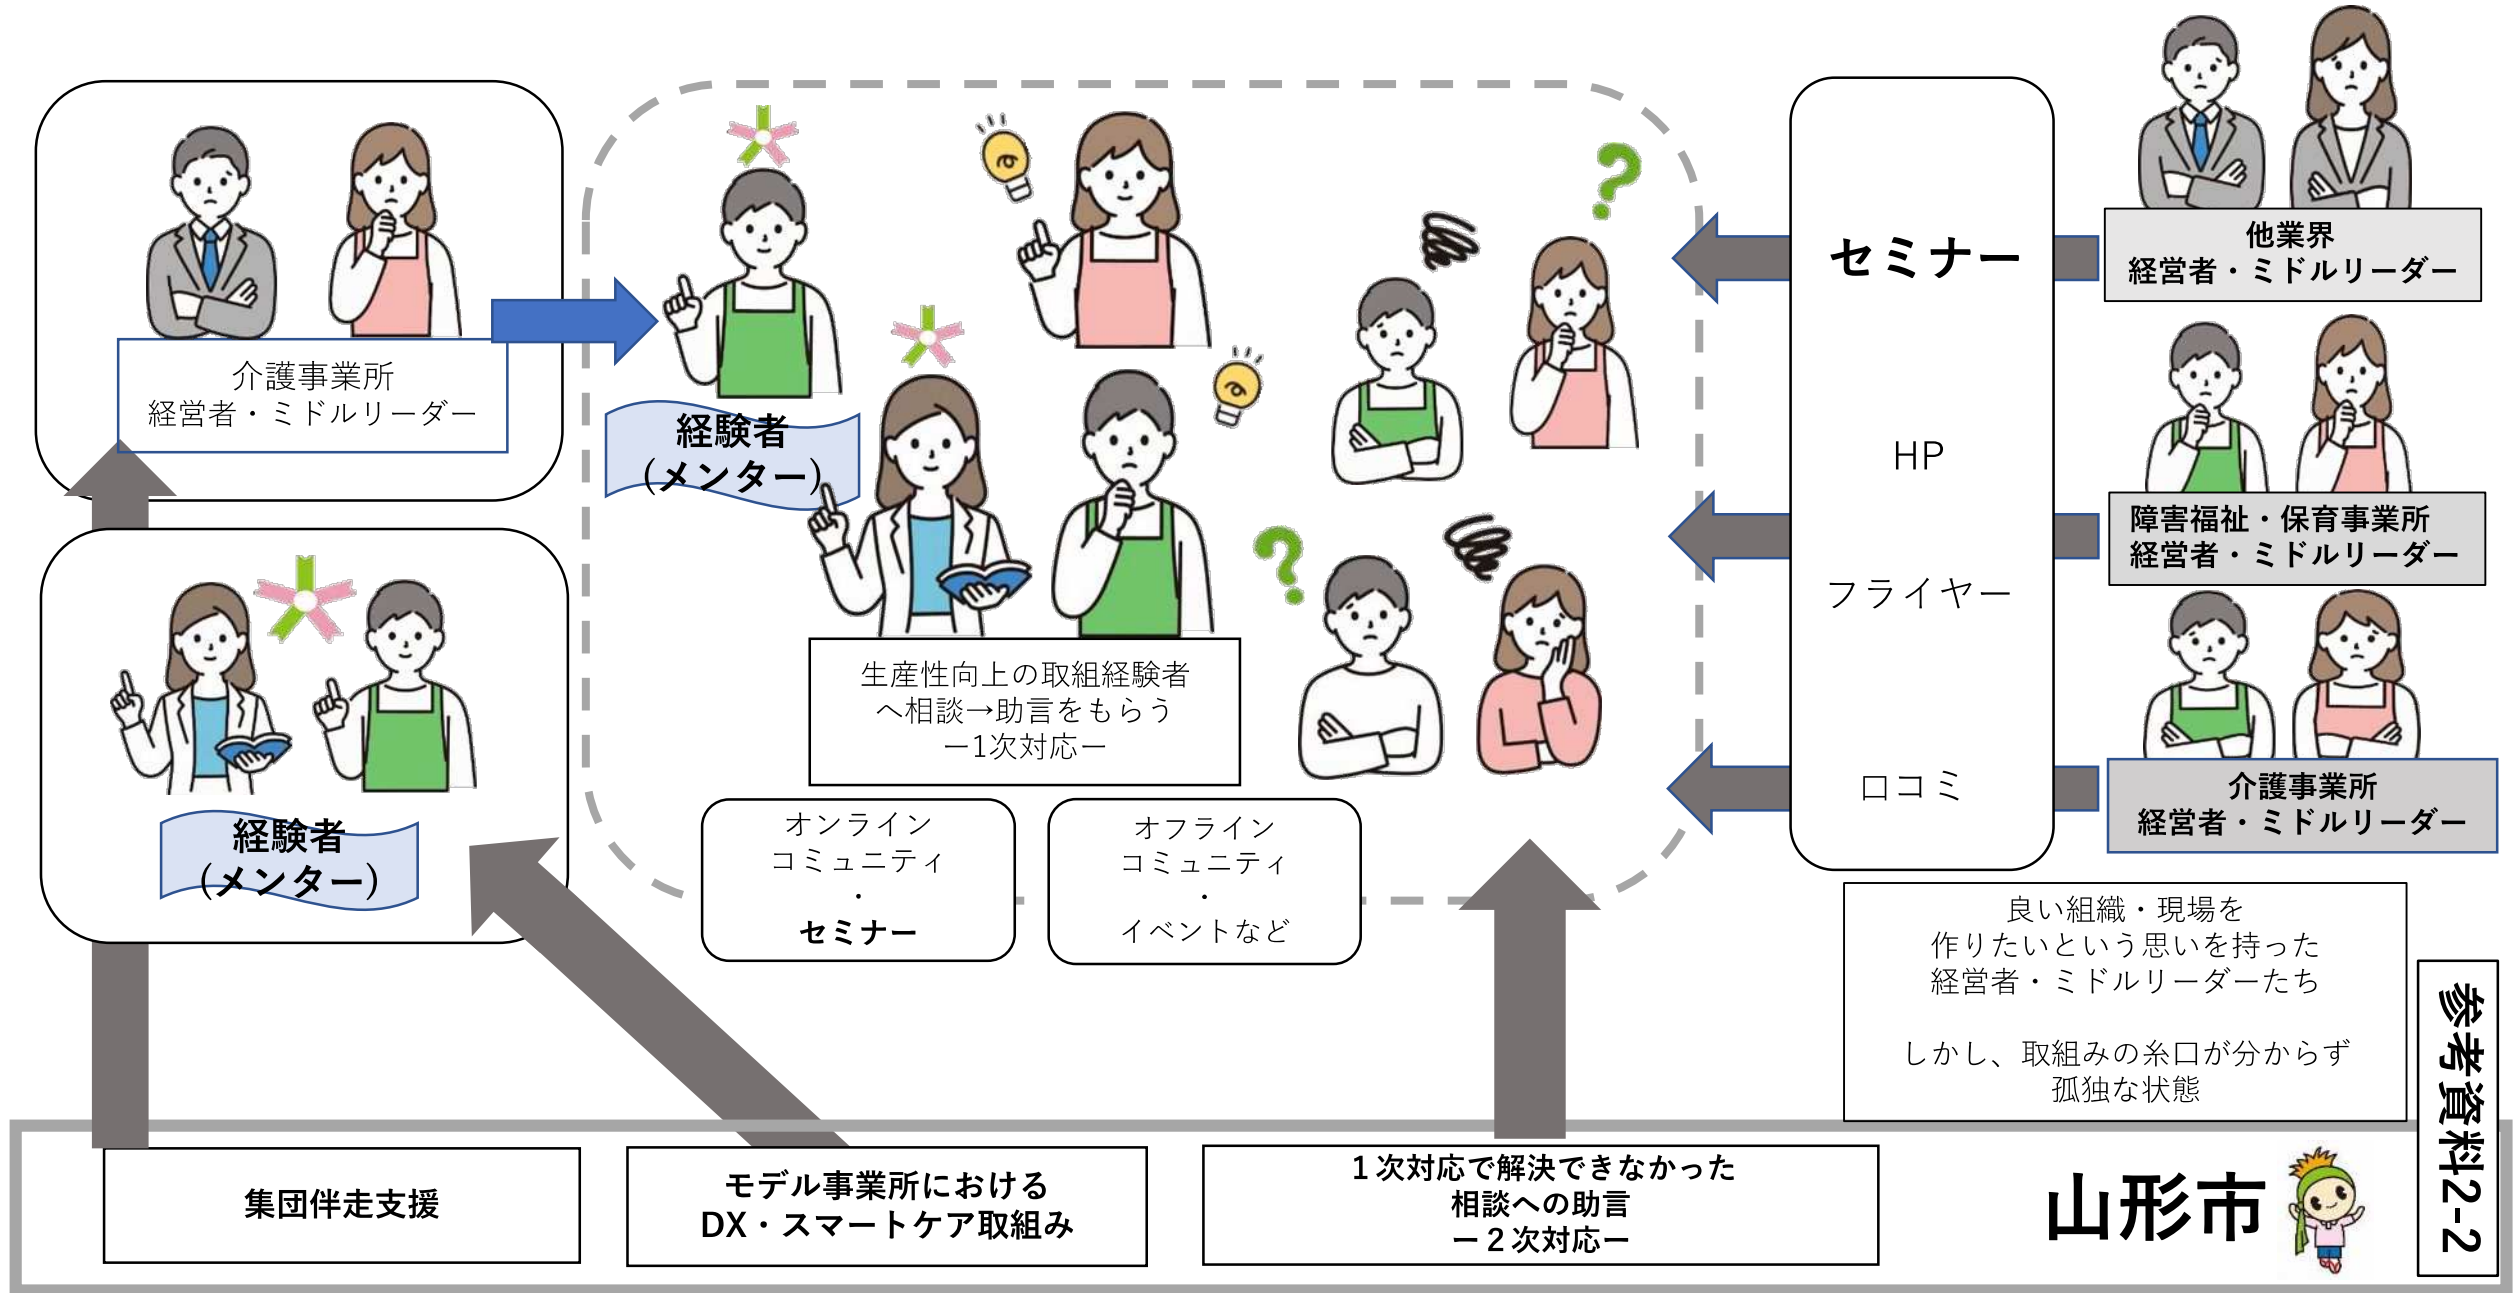 介護事業所
経営者・ミドルリーダー
経験者
（メンター）
経験者
（メンター）
生産性向上の取組経験者
へ相談→助言をもらう
ー1次対応ー
オンライン
コミュニティ
・
セミナー
オフライン
コミュニティ
・
イベントなど
セミナー
HP
フライヤー
口コミ
他業界
経営者・ミドルリーダー
障害福祉・保育事業所
経営者・ミドルリーダー
介護事業所
経営者・ミドルリーダー
良い組織・現場を
作りたいという思いを持った
経営者・ミドルリーダーたち
しかし、取組みの糸口が分からず
孤独な状態
集団伴走支援
モデル事業所における
DX・スマートケア取組み
１次対応で解決できなかった
相談への助言
ー２次対応ー
山形市
参考資料2-2